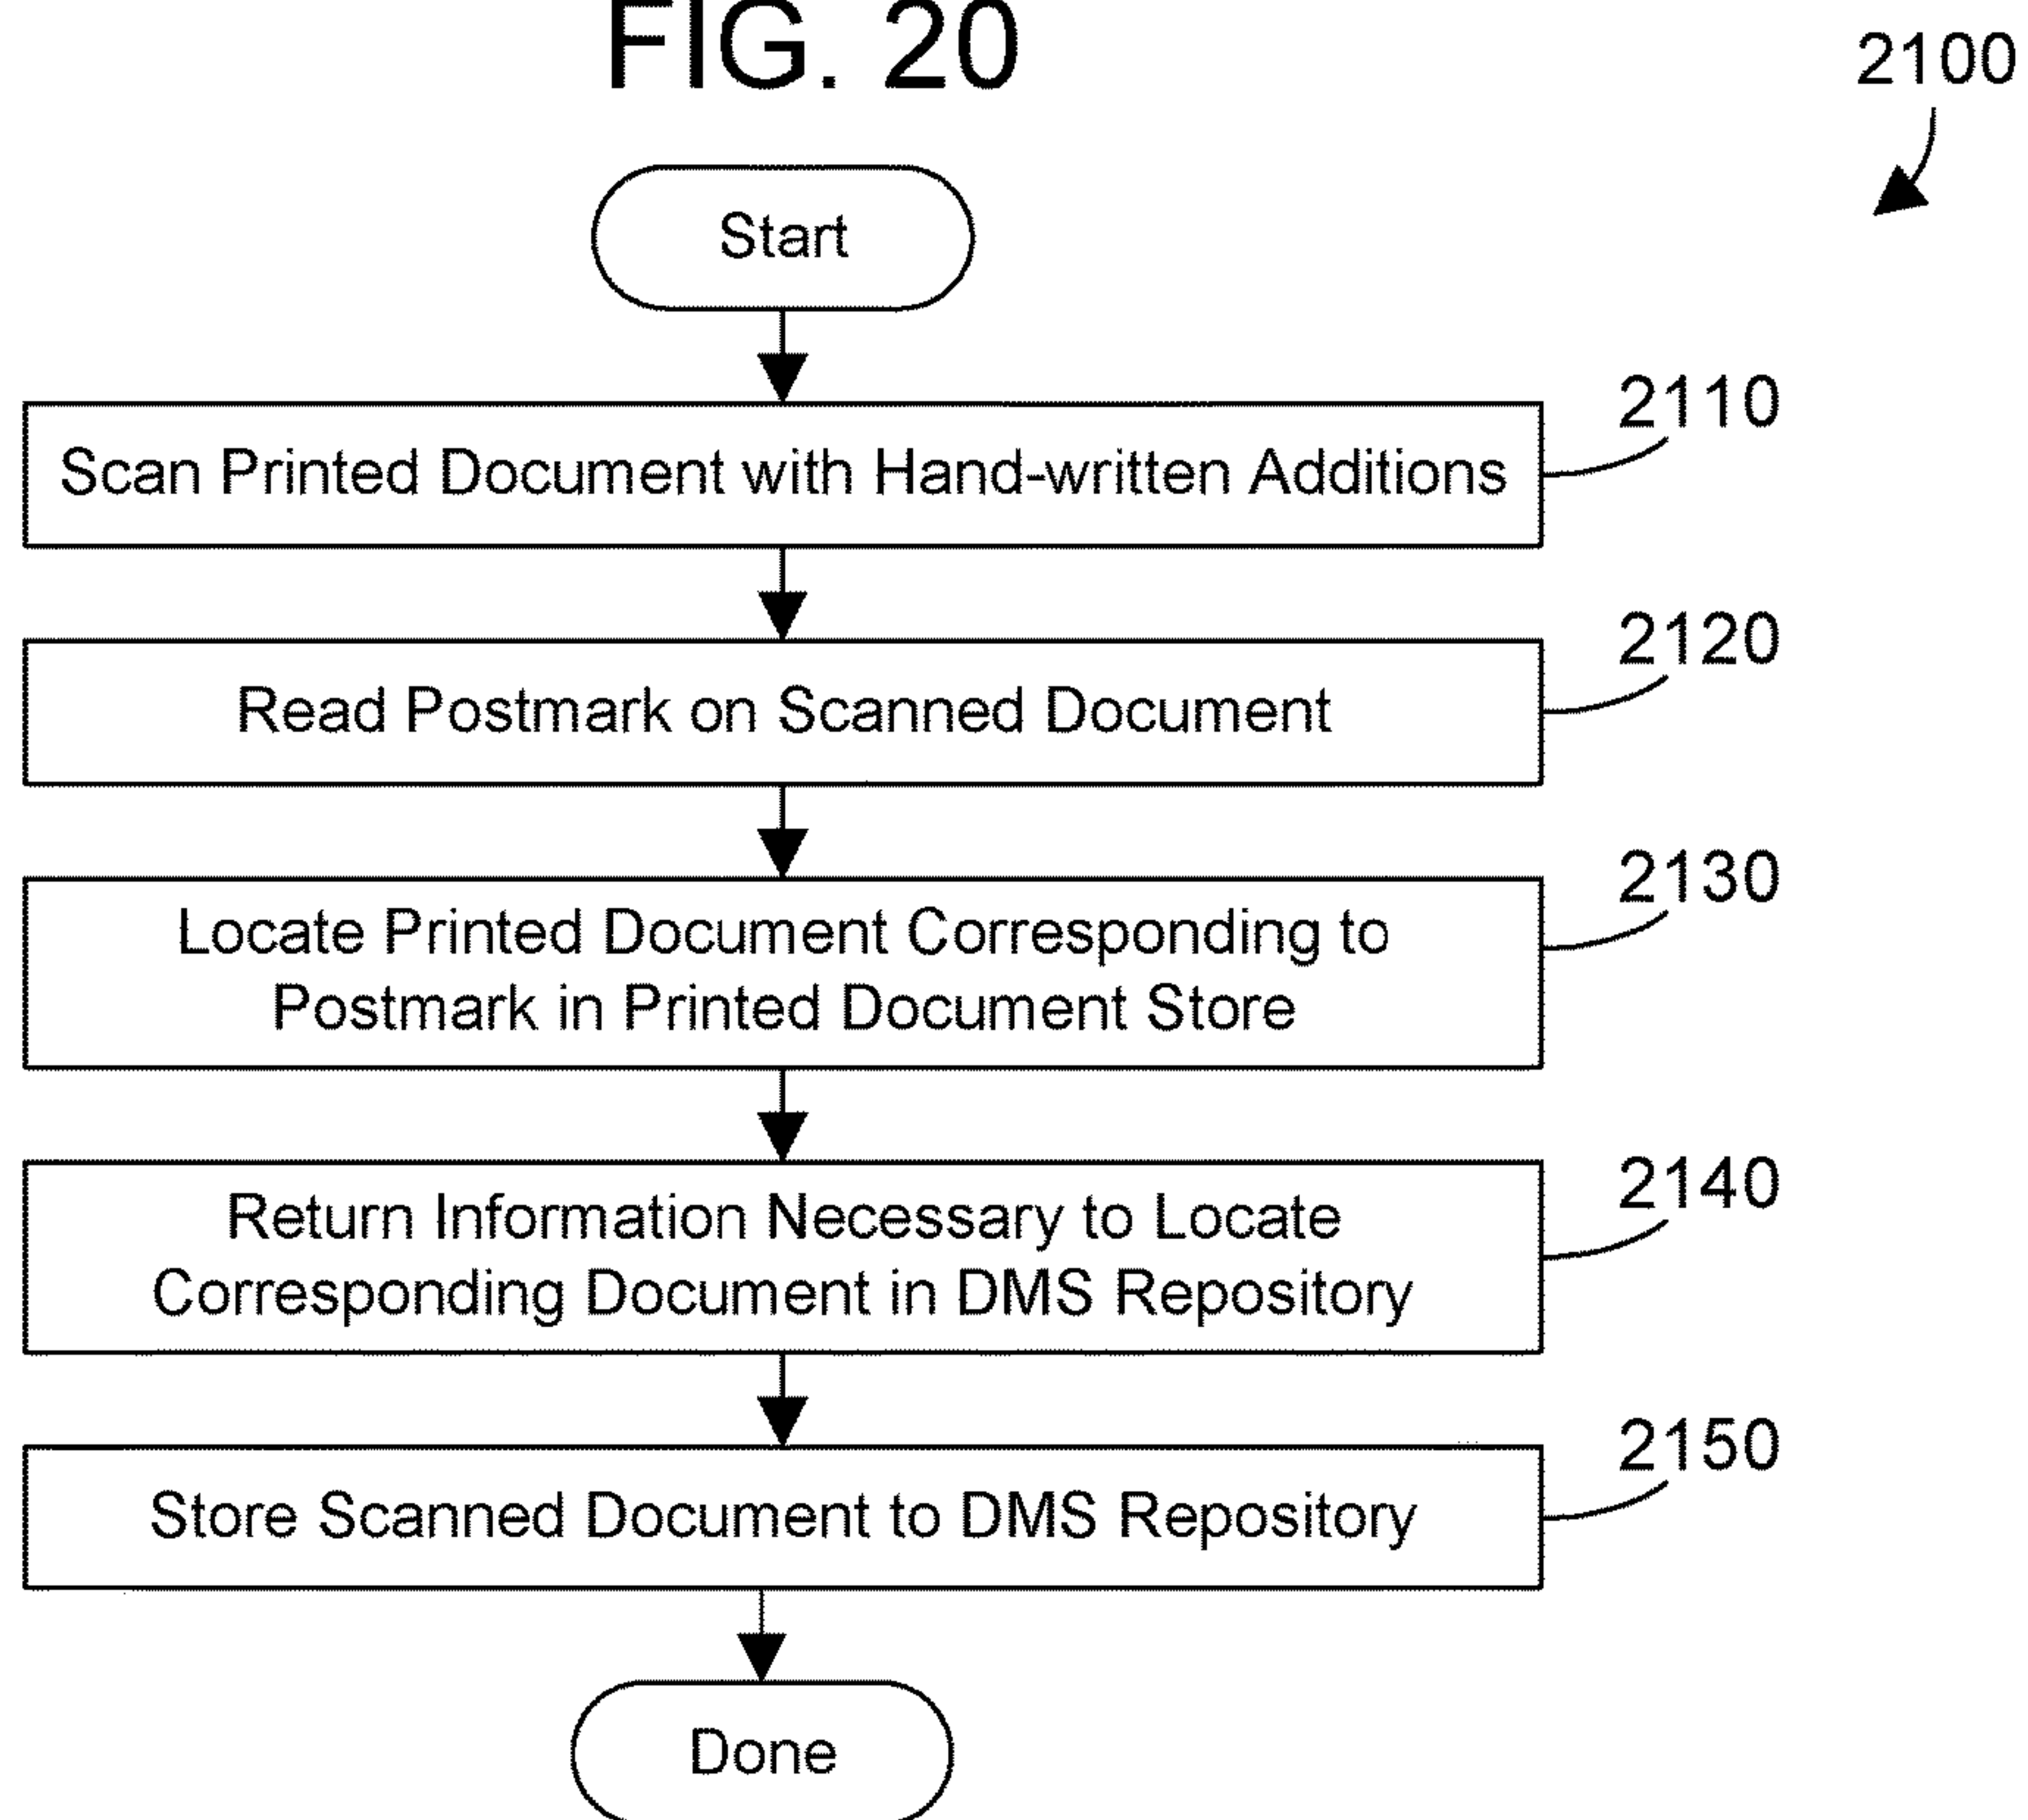 FIG. 20
2100
Start
2110
Scan Printed Document with Hand-written Additions
2120
Read Postmark on Scanned Document
2130
Locate Printed Document Corresponding to
Postmark in Printed Document Store
2140
Return Information Necessary to Locate
Corresponding Document in DMS Repository
2150
Store Scanned Document to DMS Repository
Done